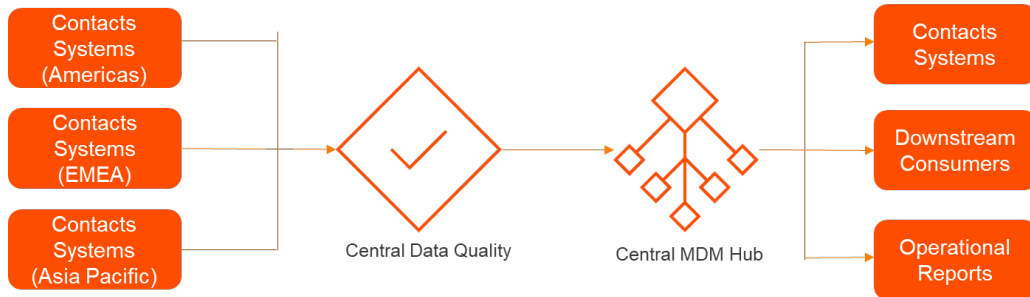 Contacts
Systems
(Americas)
Contacts
Systems
(EMEA)
Contacts
Systems
(Asia Pacific)
Central Data Quality
Central MDM Hub
Contacts
Systems
Downstream
Consumers
Operational
Reports